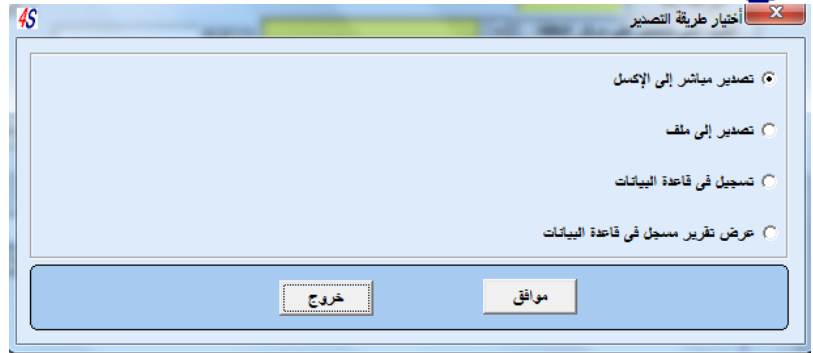 أختيار طريقة التصدير
4S
تصدير مباشر إلى الإكسل
تصدير إلى ملف
تسجيل فى قاعدة البيانات
عرض تقرير مسجل فى قاعدة البيانات
موافق
خروج